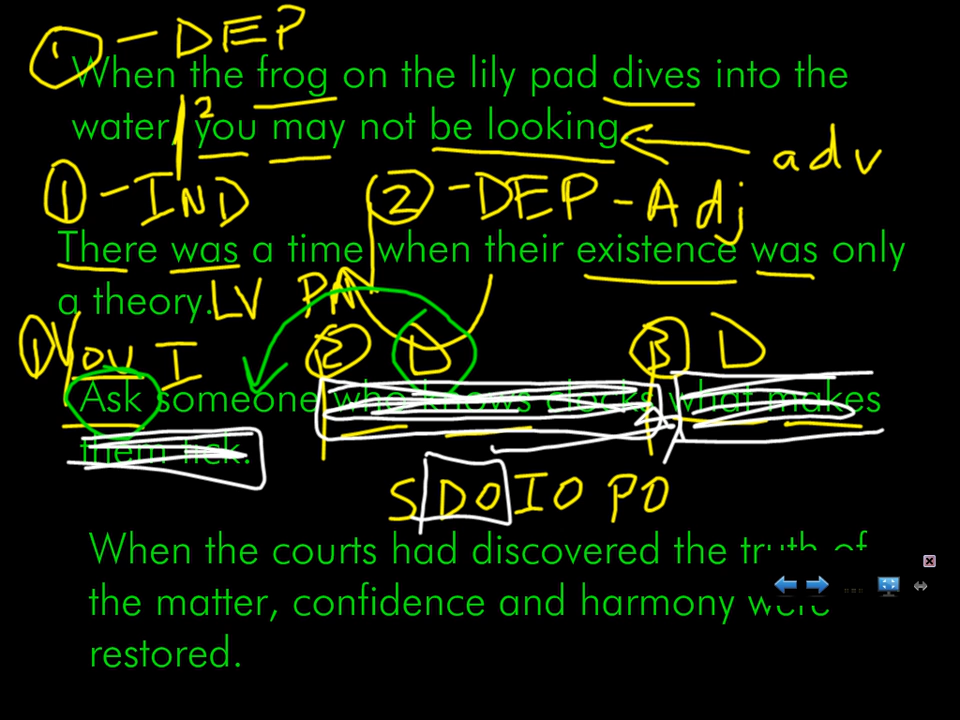 ① - DEP
When the frog on the lily pad dives into the
water, you may not be looking.
2
adv
① - IND ② - DEP - Adj
There was a time when their existence was only
a theory. LV
① You I ② D ③ D
Ask someone who knows clocks what makes
them tick.
S DO IO PO
When the courts had discovered the truth of
the matter, confidence and harmony were
restored.